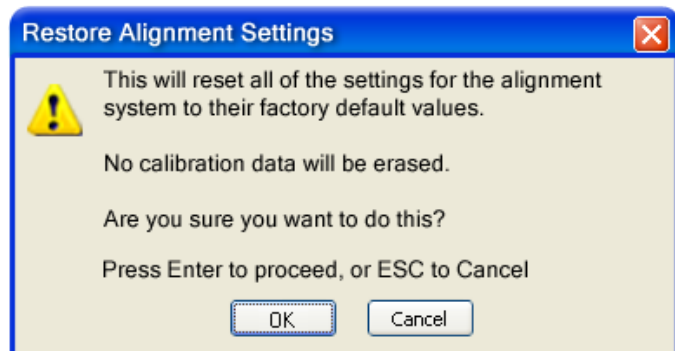 Restore Alignment Settings
This will reset all of the settings for the alignment
system to their factory default values.
No calibration data will be erased.
Are you sure you want to do this?
Press Enter to proceed, or ESC to Cancel
OK Cancel